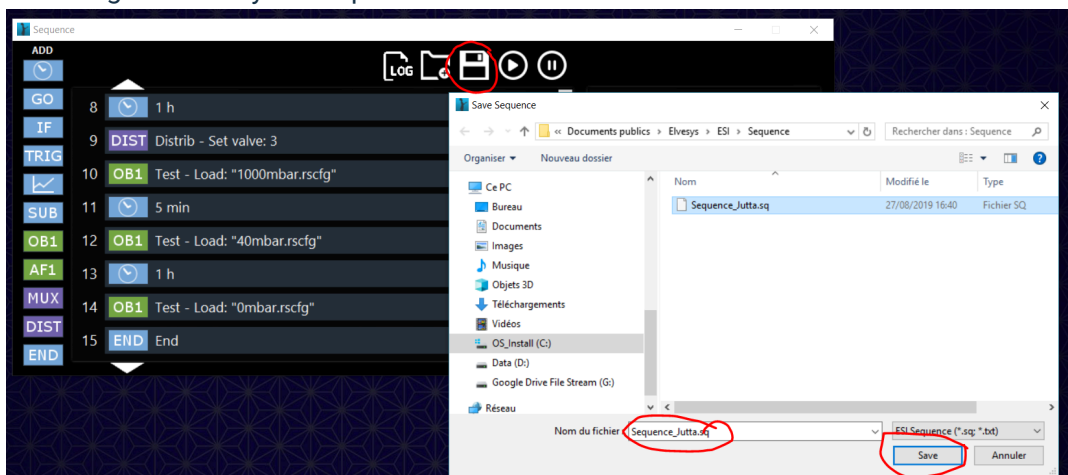 Sequence
ADD
LOG
GO
IF
TRIG
SUB
OB1
AF1
MUX
DIST
END
8 1 h
9 DIST Distrib - Set valve: 3
10 OB1 Test - Load: "1000mbar.rscfg"
11 5 min
12 OB1 Test - Load: "40mbar.rscfg"
13 1 h
14 OB1 Test - Load: "0mbar.rscfg"
15 END End
Save Sequence
« Documents publics › Elvesys › ESI › Sequence
Rechercher dans : Sequence
Organiser Nouveau dossier
Ce PC
Bureau
Documents
Images
Musique
Objets 3D
Téléchargements
Vidéos
OS_Install (C:)
Data (D:)
Google Drive File Stream (G:)
Réseau
Nom Modifié le Type
Sequence_Jutta.sq 27/08/2019 16:40 Fichier SQ
Nom du fichier : Sequence_Jutta.sq
ESI Sequence (*.sq; *.txt)
Save Annuler